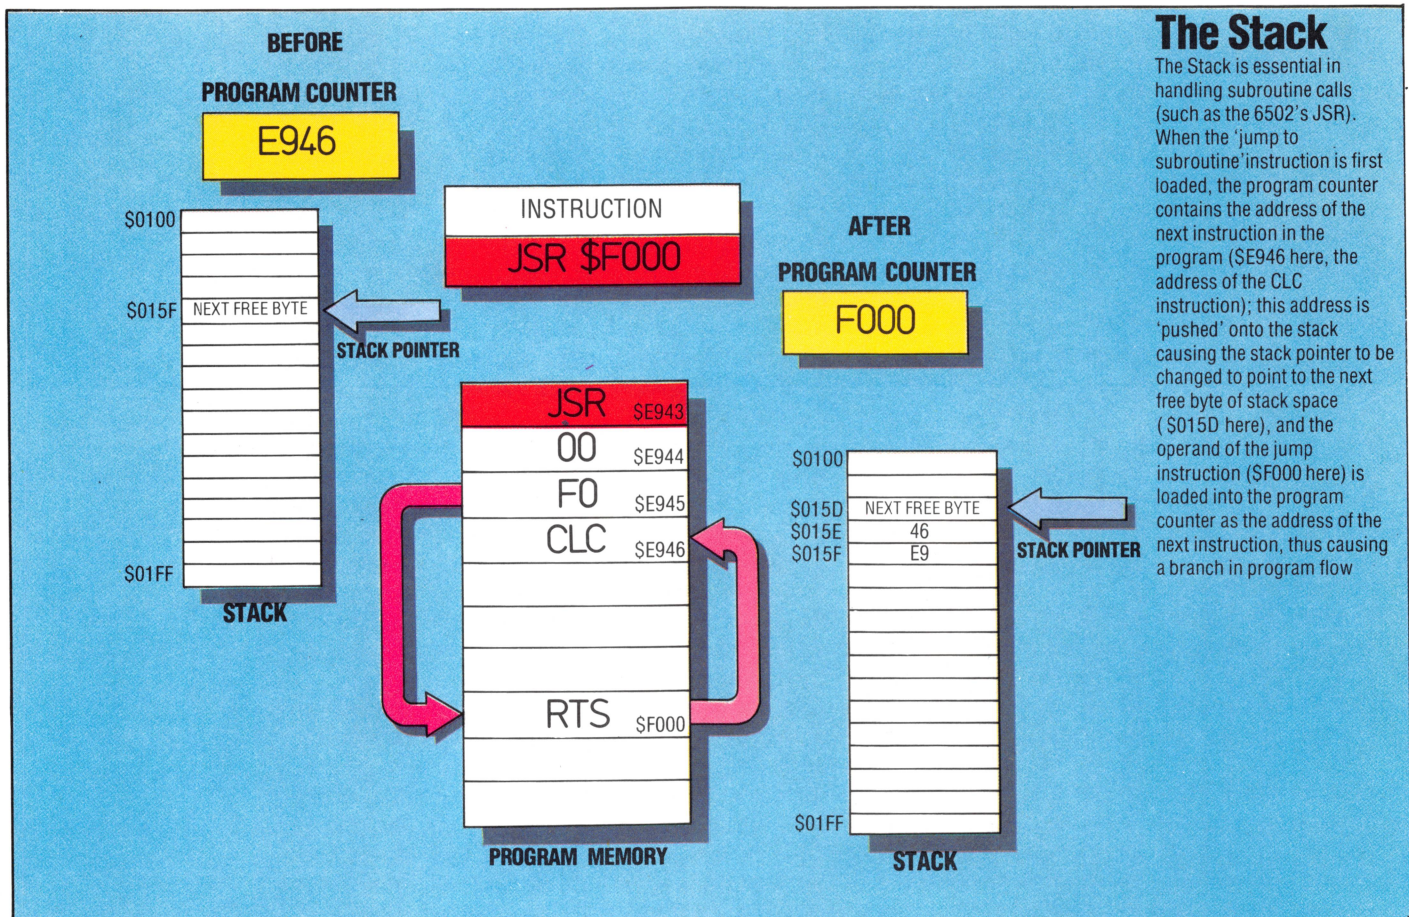 BEFORE
PROGRAM COUNTER
E946
$0100
$015F NEXT FREE BYTE
STACK POINTER
$01FF
STACK
INSTRUCTION
JSR $F000
JSR $E943
00 $E944
F0 $E945
CLC $E946
RTS $F000
PROGRAM MEMORY
AFTER
PROGRAM COUNTER
F000
$0100
$015D NEXT FREE BYTE
$015E 46
$015F E9
STACK POINTER
$01FF
STACK
The Stack
The Stack is essential in
handling subroutine calls
(such as the 6502's JSR).
When the 'jump to
subroutine'instruction is first
loaded, the program counter
contains the address of the
next instruction in the
program ($E946 here, the
address of the CLC
instruction); this address is
'pushed' onto the stack
causing the stack pointer to be
changed to point to the next
free byte of stack space
( $015D here), and the
operand of the jump
instruction ($F000 here) is
loaded into the program
counter as the address of the
next instruction, thus causing
a branch in program flow